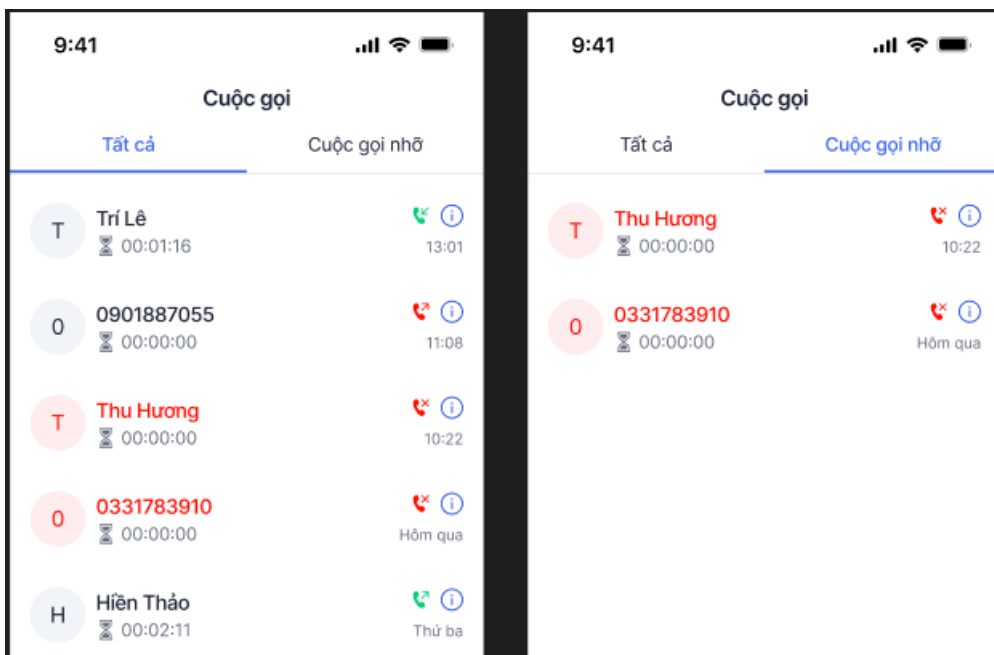 9:41
Cuộc gọi
Tất cả Cuộc gọi nhỡ
T Trí Lê
00:01:16 13:01
0 0901887055
00:00:00 11:08
T Thu Hương
00:00:00 10:22
0 0331783910
00:00:00 Hôm qua
H Hiền Thảo
00:02:11 Thứ ba
9:41
Cuộc gọi
Tất cả Cuộc gọi nhỡ
T Thu Hương
00:00:00 10:22
0 0331783910
00:00:00 Hôm qua